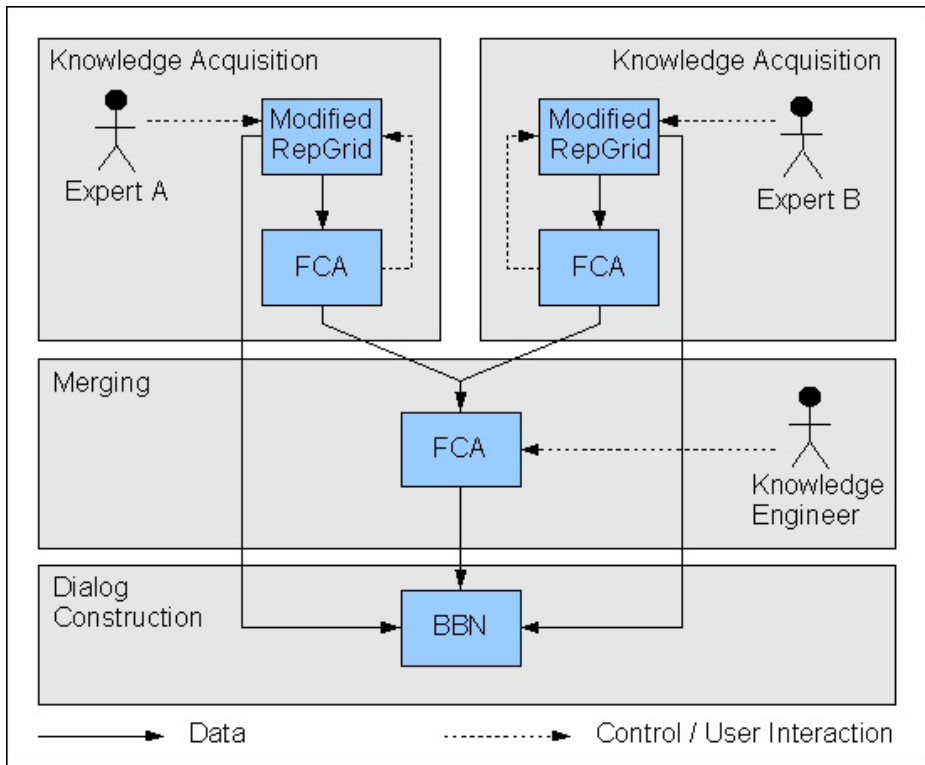 Knowledge Acquisition
Expert A
Modified
RepGrid
FCA
Knowledge Acquisition
Modified
RepGrid
Expert B
FCA
Merging
FCA
Knowledge
Engineer
Dialog
Construction
BBN
Data
Control / User Interaction